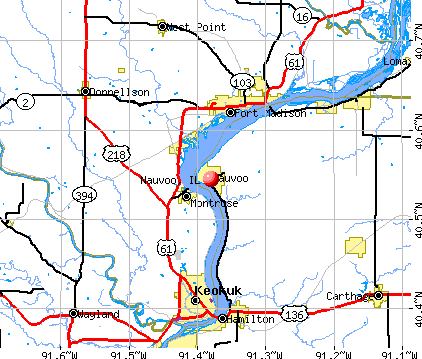 16
West Point
40.7°N
61
Loma
103
Donnellson
2
Fort Madison
40.6°N
218
Nauvoo IL
Nauvoo
394
Montrose
40.5°N
61
Keokuk
Carthage
40.4°N
Wayland
Hamilton
136
91.6°W 91.5°W 91.4°W 91.3°W 91.2°W 91.1°W